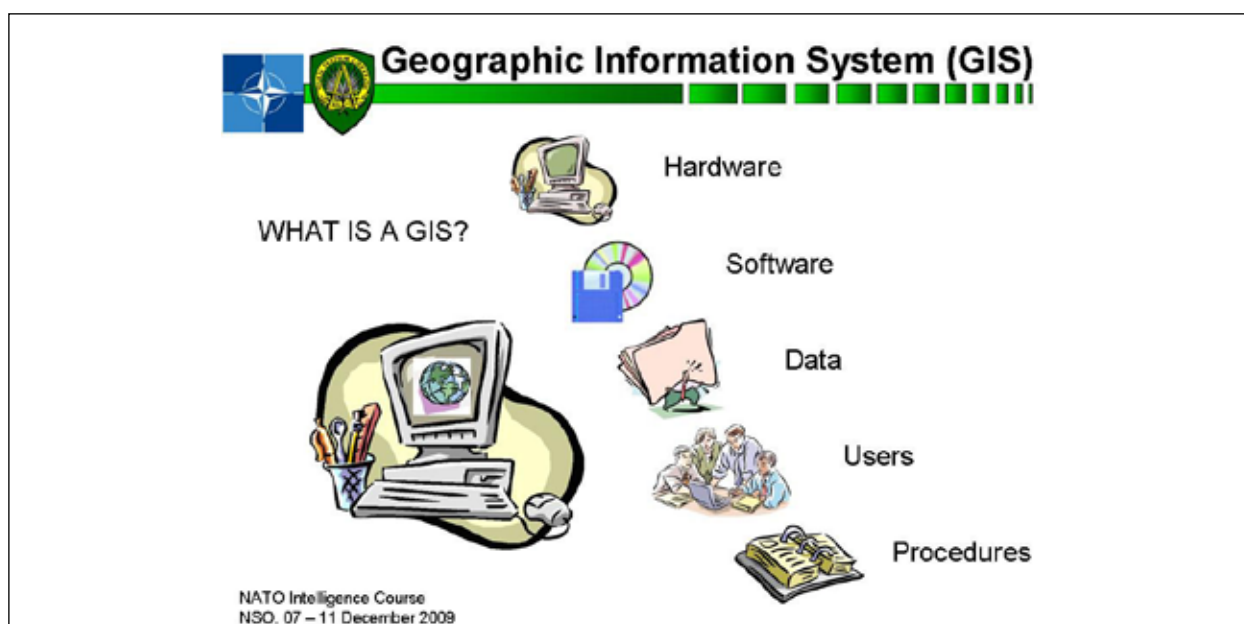 Geographic Information System (GIS)
Hardware
WHAT IS A GIS?
Software
Data
Users
Procedures
NATO Intelligence Course
NSO, 07 – 11 December 2009